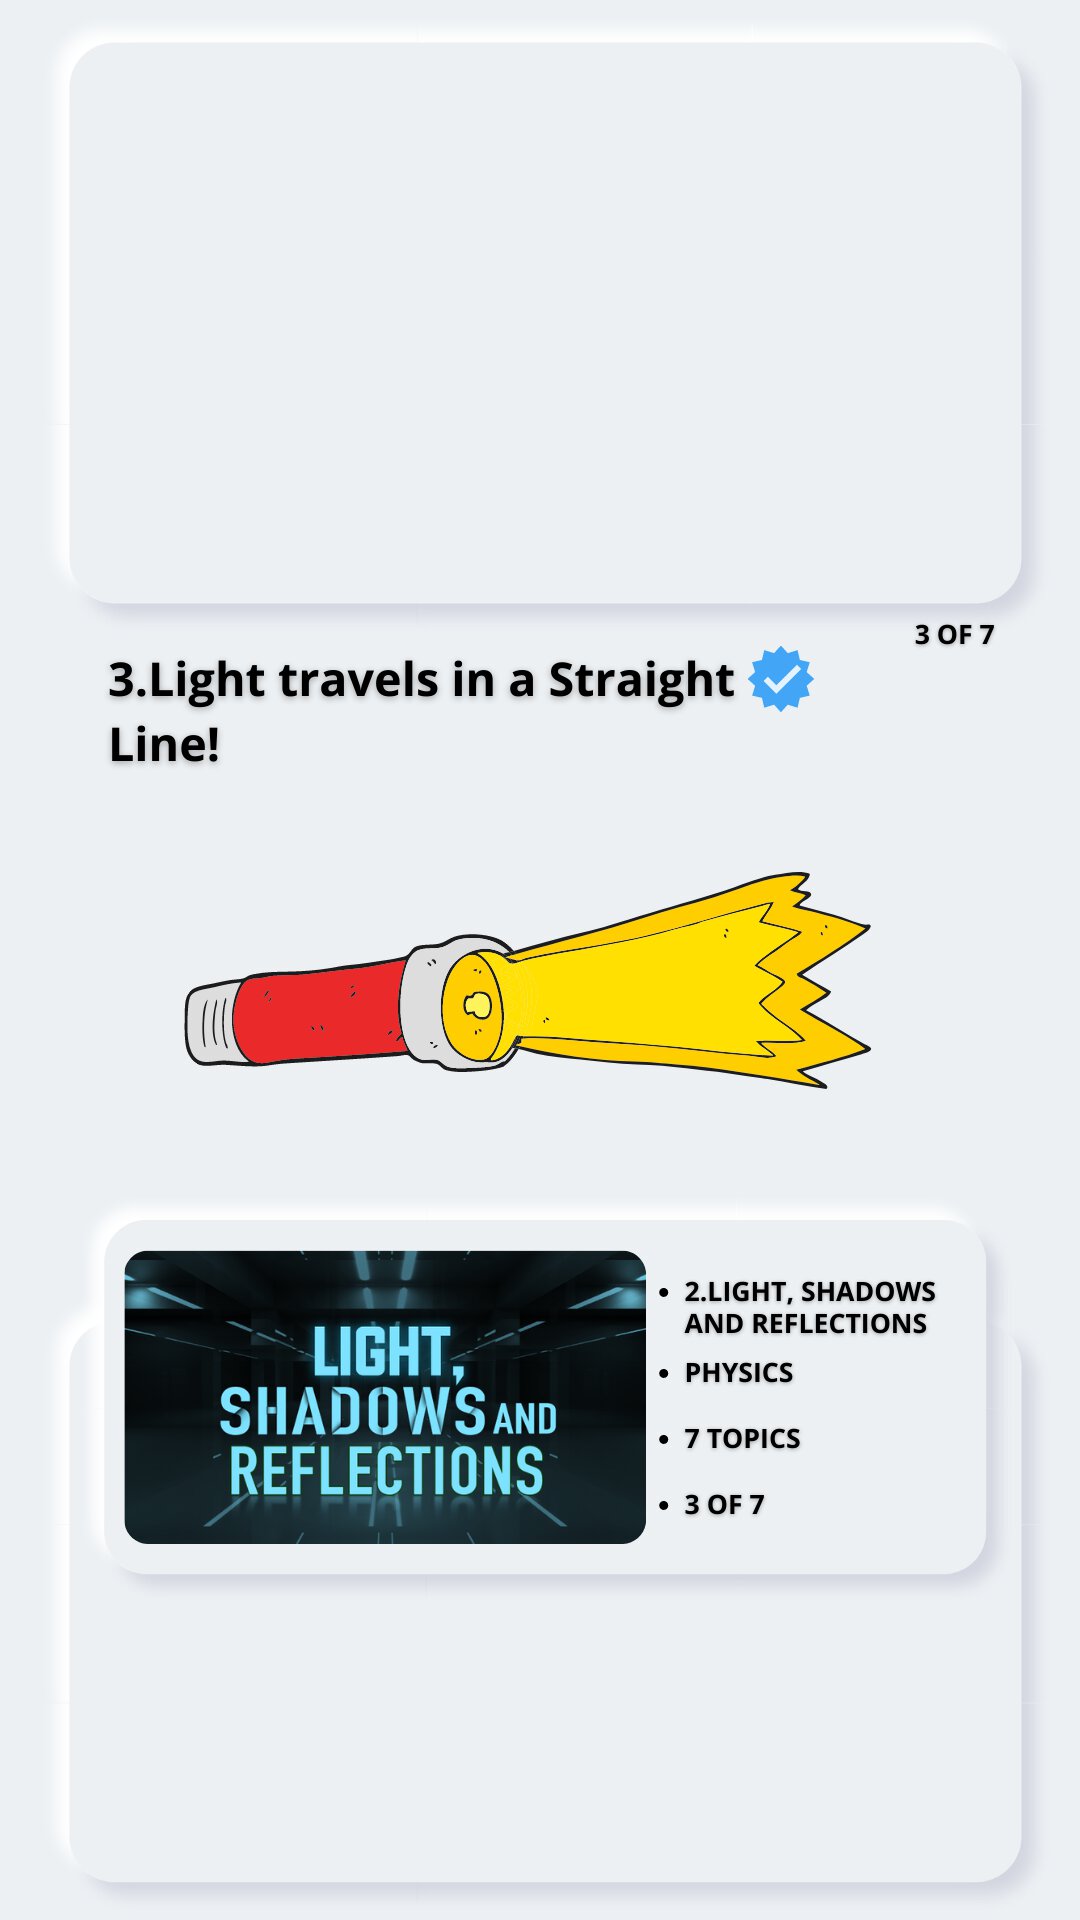 3 OF 7
3.Light travels in a Straight
Line!
LIGHT,
SHADOWS AND
REFLECTIONS
• 2.LIGHT, SHADOWS
AND REFLECTIONS
• PHYSICS
• 7 TOPICS
• 3 OF 7